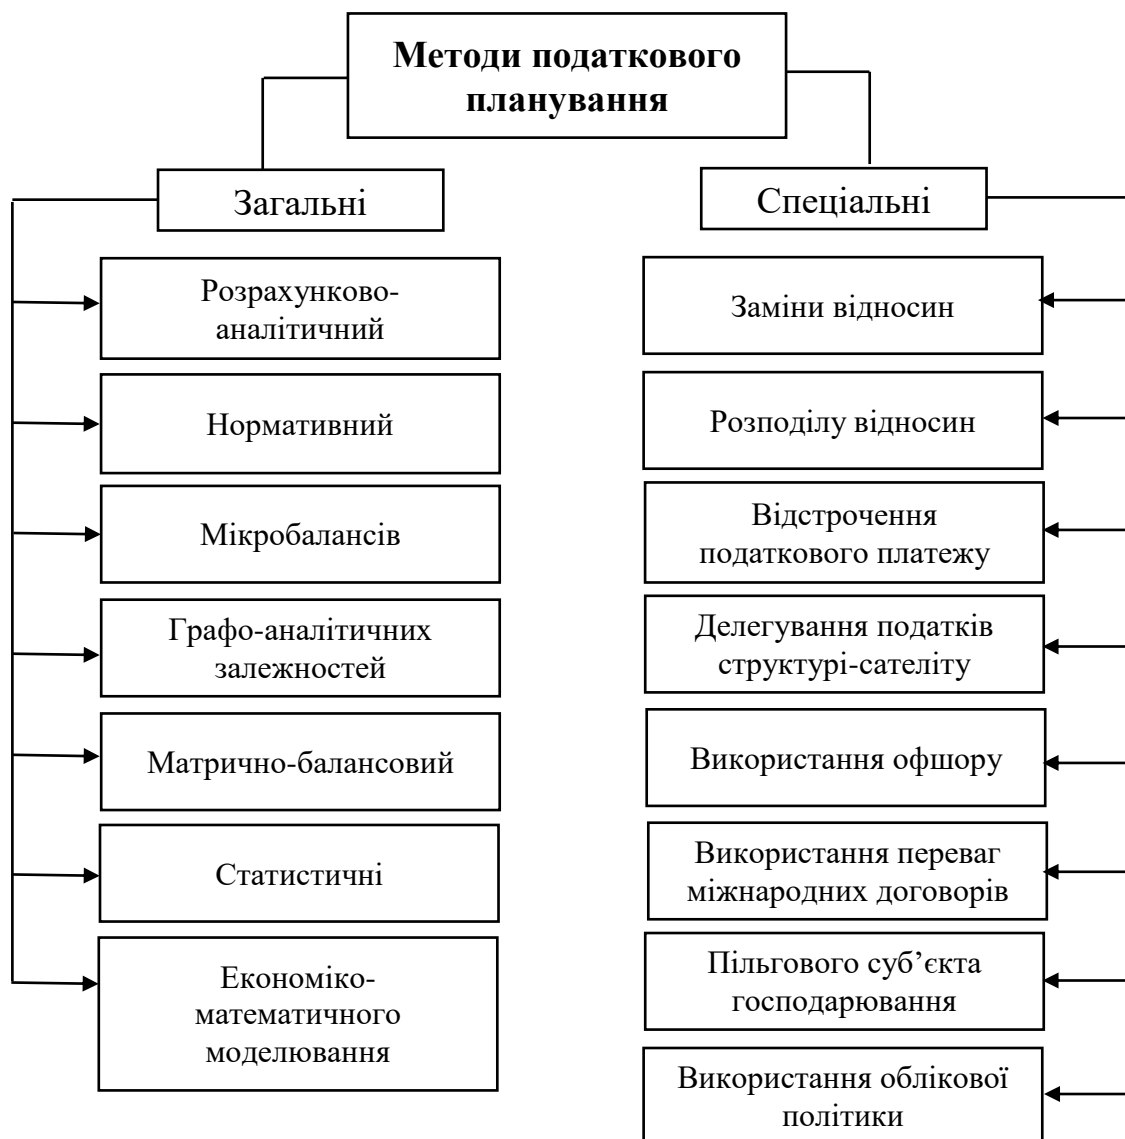 Методи податкового
планування
Загальні
Розрахунково-
аналітичний
Нормативний
Мікробалансів
Графо-аналітичних
залежностей
Матрично-балансовий
Статистичні
Економіко-
математичного
моделювання
Спеціальні
Заміни відносин
Розподілу відносин
Відстрочення
податкового платежу
Делегування податків
структурі-сателіту
Використання офшору
Використання переваг
міжнародних договорів
Пільгового суб’єкта
господарювання
Використання облікової
політики